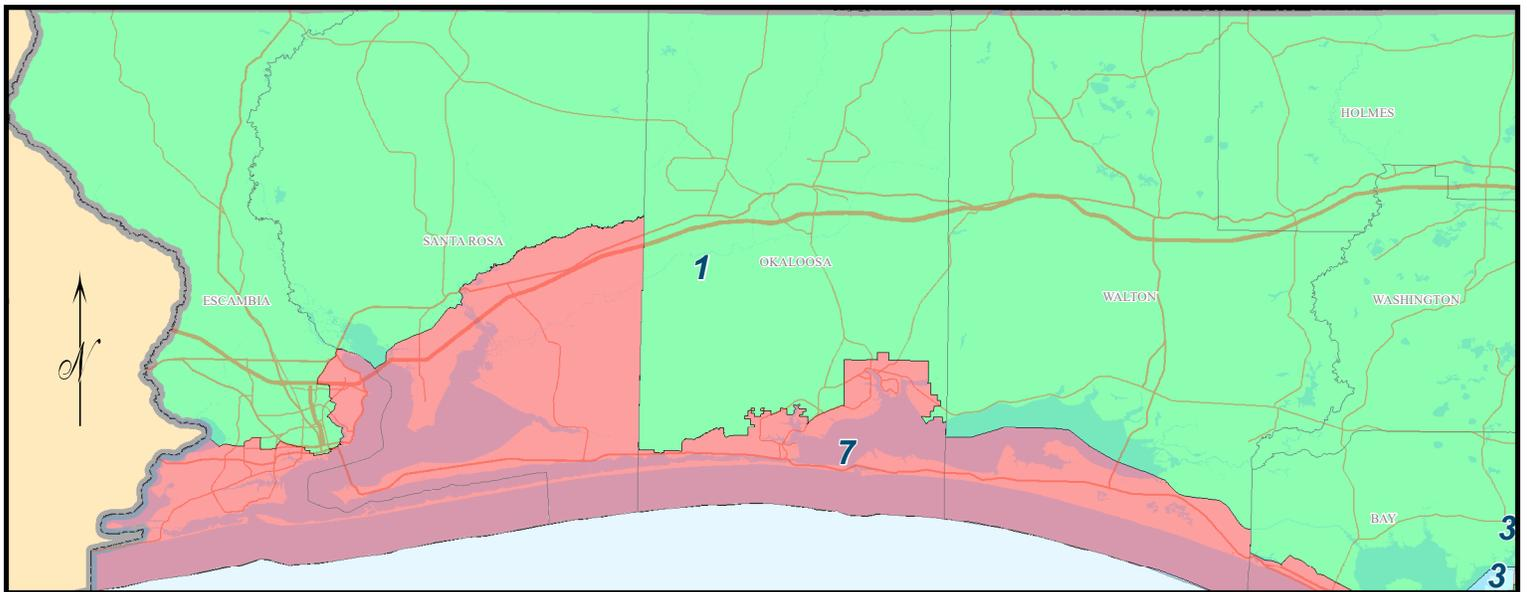 HOLMES
SANTA ROSA
1
OKALOOSA
ESCAMBIA
WALTON
WASHINGTON
N
7
BAY
3
3